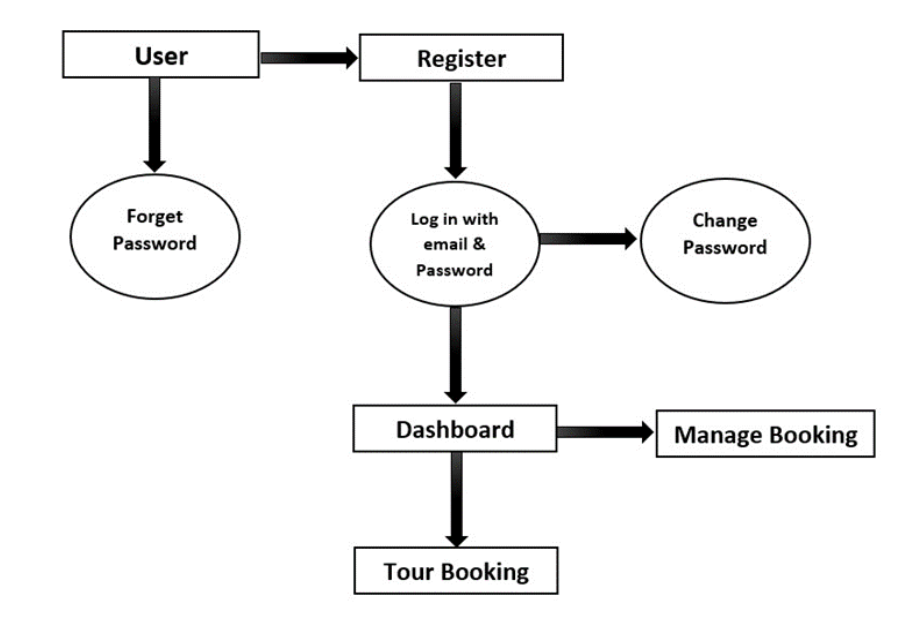 User
Register
Forget
Password
Log in with
email &
Password
Change
Password
Dashboard
Manage Booking
Tour Booking